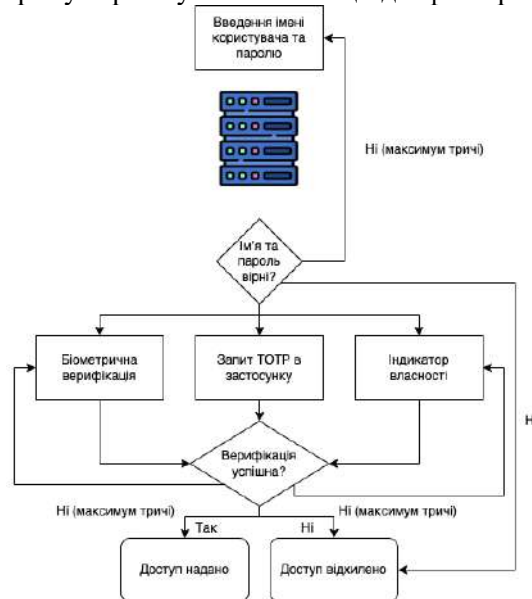 Введення імені
користувача та
паролю
Ні (максимум тричі)
Ім'я та
пароль
вірні?
Біометрична
верифікація
Запит TOTP в
застосунку
Індикатор
власності
Верифікація
успішна?
Ні (максимум тричі)
Ні (максимум тричі)
Так
Ні
Доступ надано
Доступ відхилено